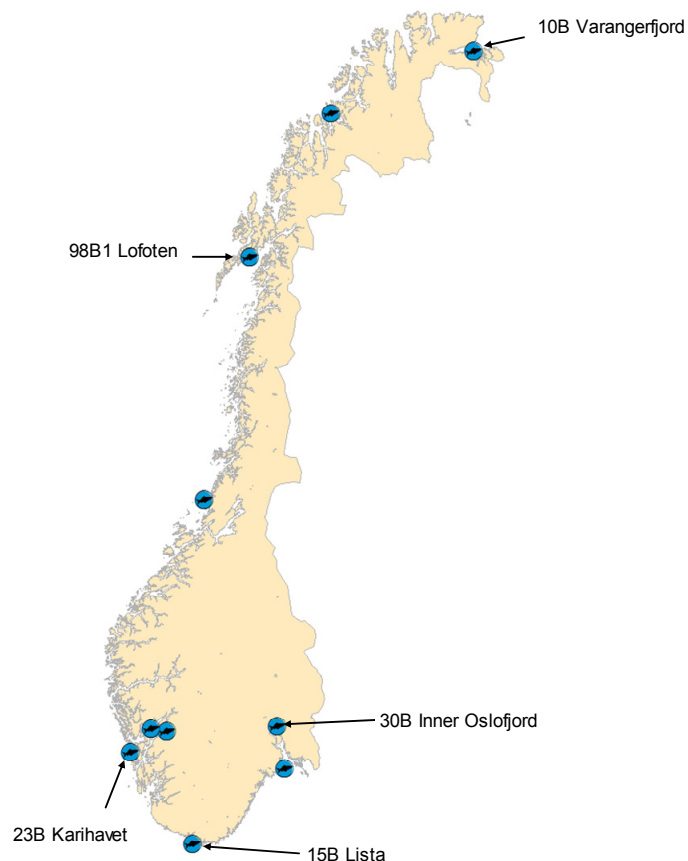 10B Varangerfjord
98B1 Lofoten
30B Inner Oslofjord
23B Karihavet
15B Lista